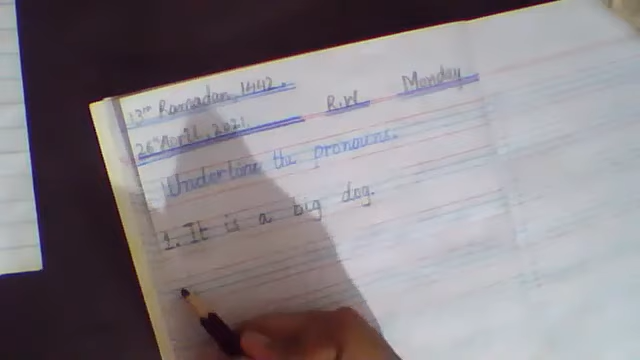 13th Ramadan, 1442.
26th April, 2021. R.W Monday
Underline the pronouns.
1. It is a big dog.